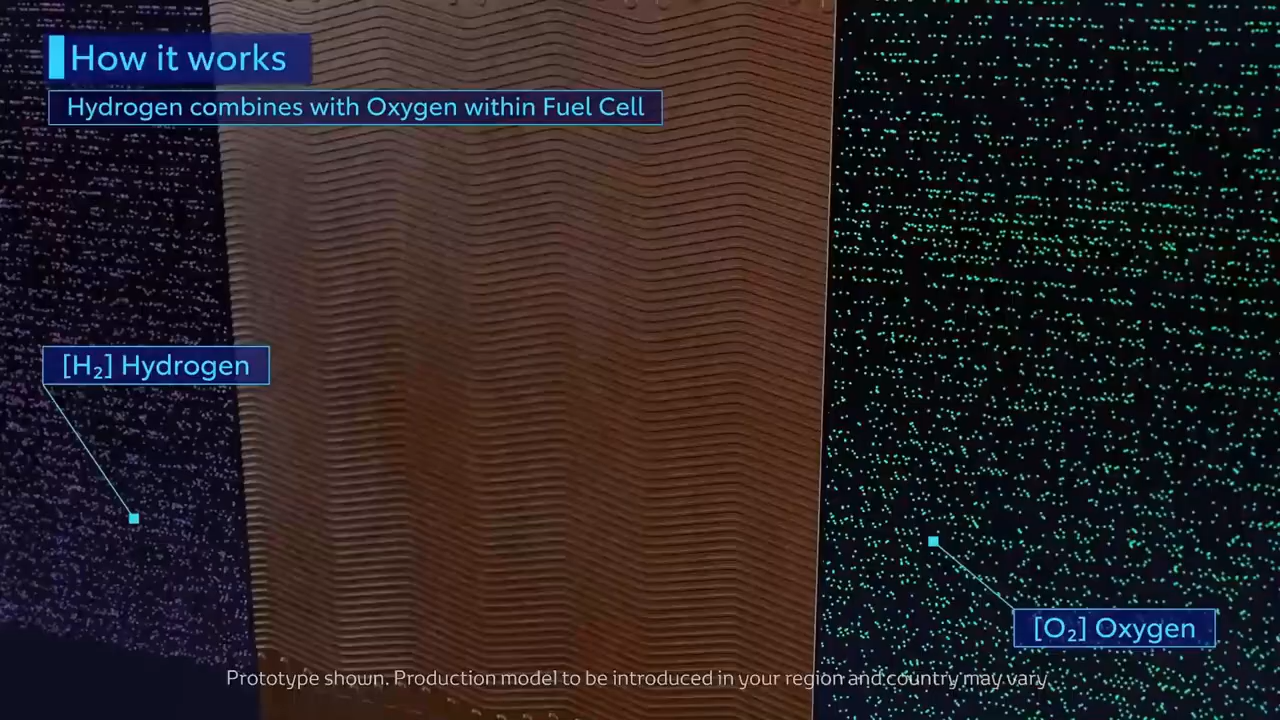 How it works
Hydrogen combines with Oxygen within Fuel Cell
[H₂] Hydrogen
[O₂] Oxygen
Prototype shown. Production model to be introduced in your region and country may vary.